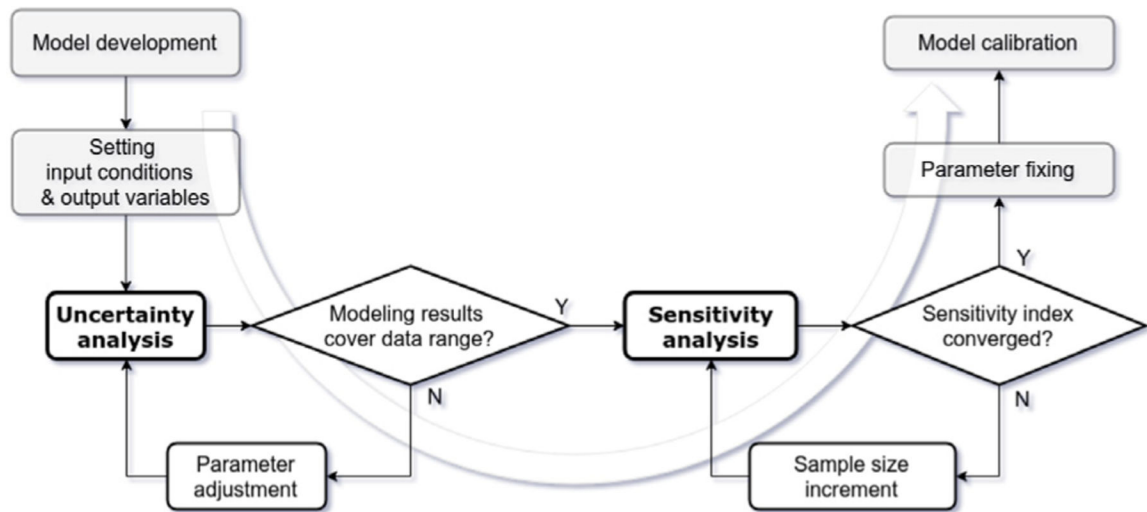 Model development
Setting
input conditions
& output variables
Uncertainty
analysis
Modeling results
cover data range?
Y
N
Parameter
adjustment
Sensitivity
analysis
Sensitivity index
converged?
Y
N
Sample size
increment
Parameter fixing
Model calibration